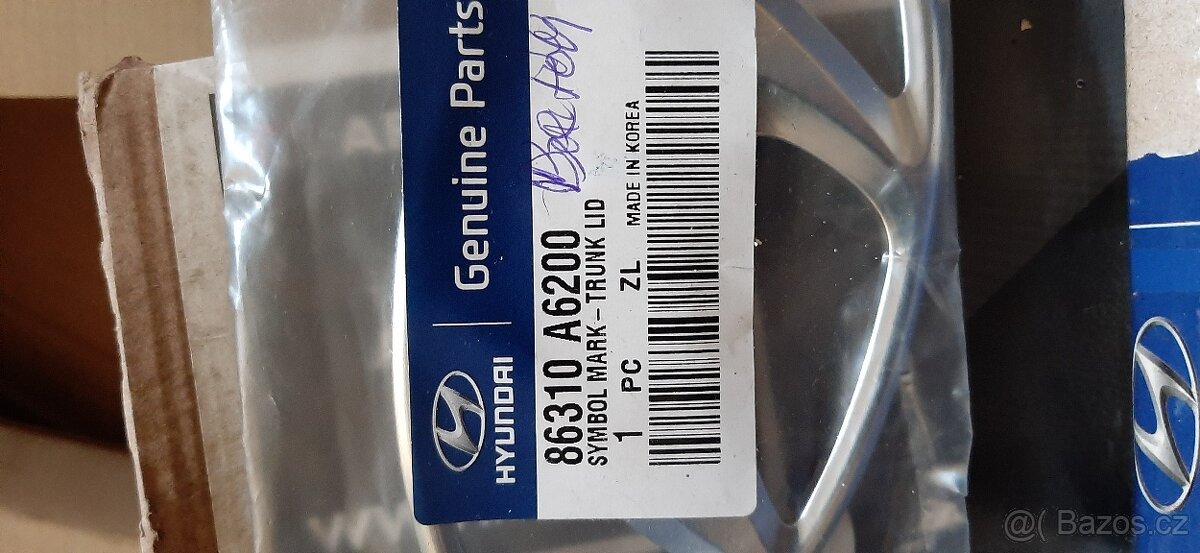 HYUNDAI | Genuine Parts
86310 A6200
SYMBOL MARK-TRUNK LID
1 PC ZL MADE IN KOREA
@( Bazos.cz